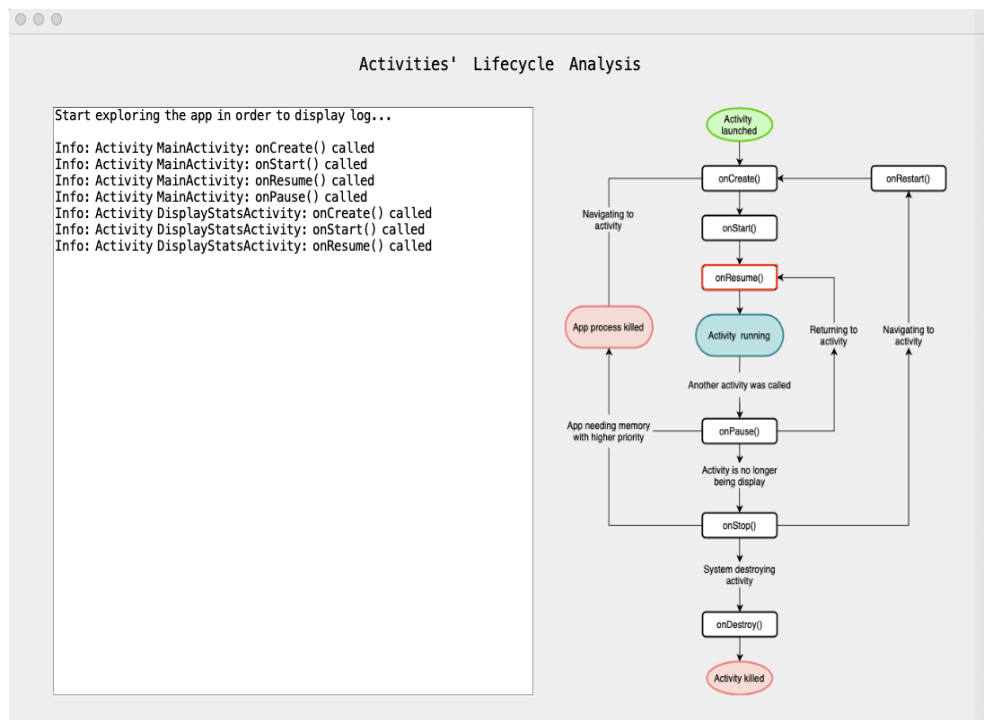 Activities' Lifecycle Analysis
Start exploring the app in order to display log...
Info: Activity MainActivity: onCreate() called
Info: Activity MainActivity: onStart() called
Info: Activity MainActivity: onResume() called
Info: Activity MainActivity: onPause() called
Info: Activity DisplayStatsActivity: onCreate() called
Info: Activity DisplayStatsActivity: onStart() called
Info: Activity DisplayStatsActivity: onResume() called
Activity
launched
onCreate()
onRestart()
Navigating to
activity
onStart()
onResume()
App process killed
Activity running
Returning to
activity
Navigating to
activity
Another activity was called
App needing memory
with higher priority
onPause()
Activity is no longer
being display
onStop()
System destroying
activity
onDestroy()
Activity killed